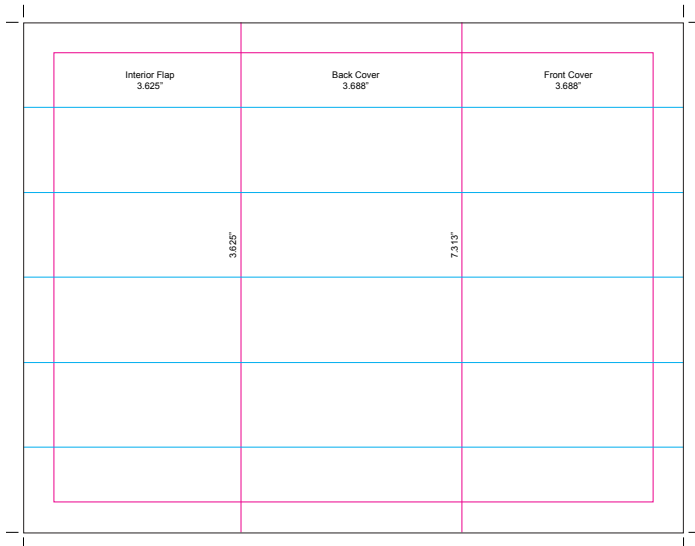 Interior Flap
3.625"
Back Cover
3.688"
Front Cover
3.688"
3.625"
7.313"